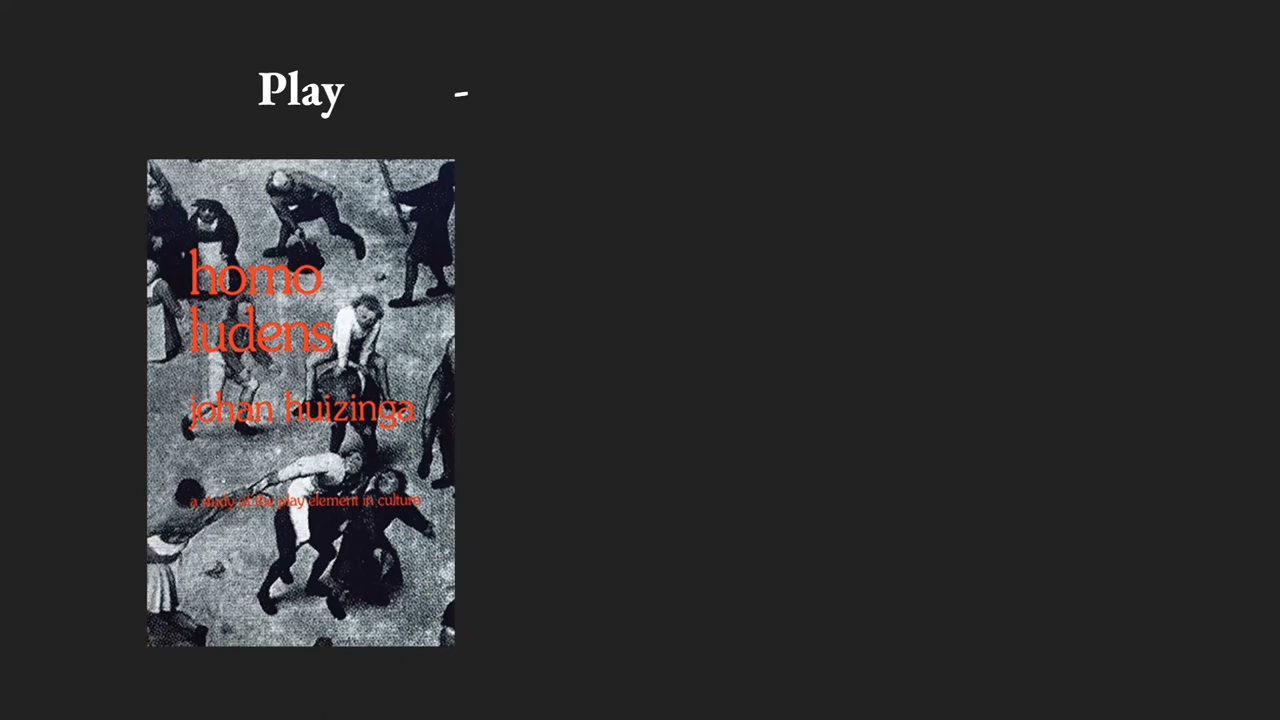 Play -
homo
ludens
johan huizinga
a study of the play element in culture